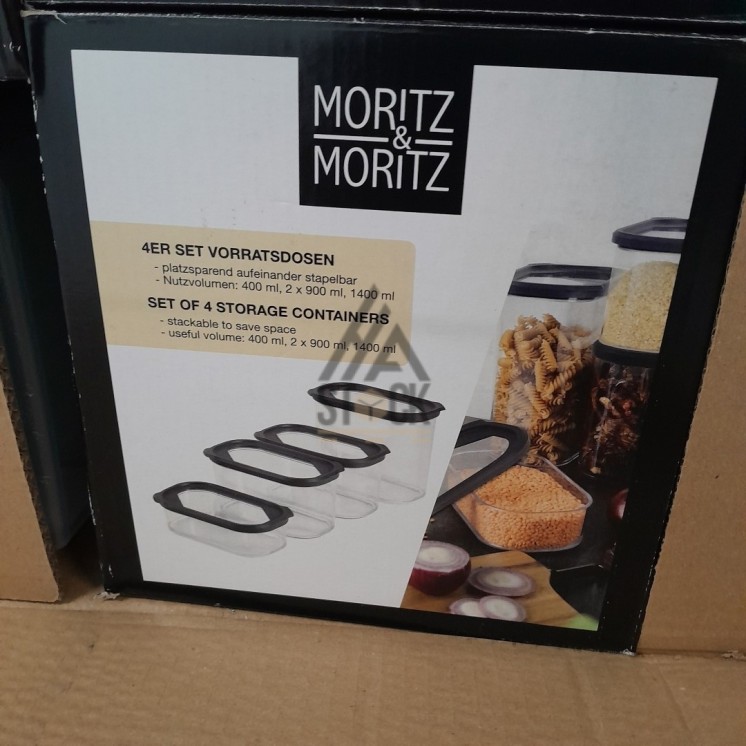 MORITZ
&
MORITZ
4ER SET VORRATSDOSEN
- platzsparend aufeinander stapelbar
- Nutzvolumen: 400 ml, 2 x 900 ml, 1400 ml
SET OF 4 STORAGE CONTAINERS
- stackable to save space
- useful volume: 400 ml, 2 x 900 ml, 1400 ml
STOCK